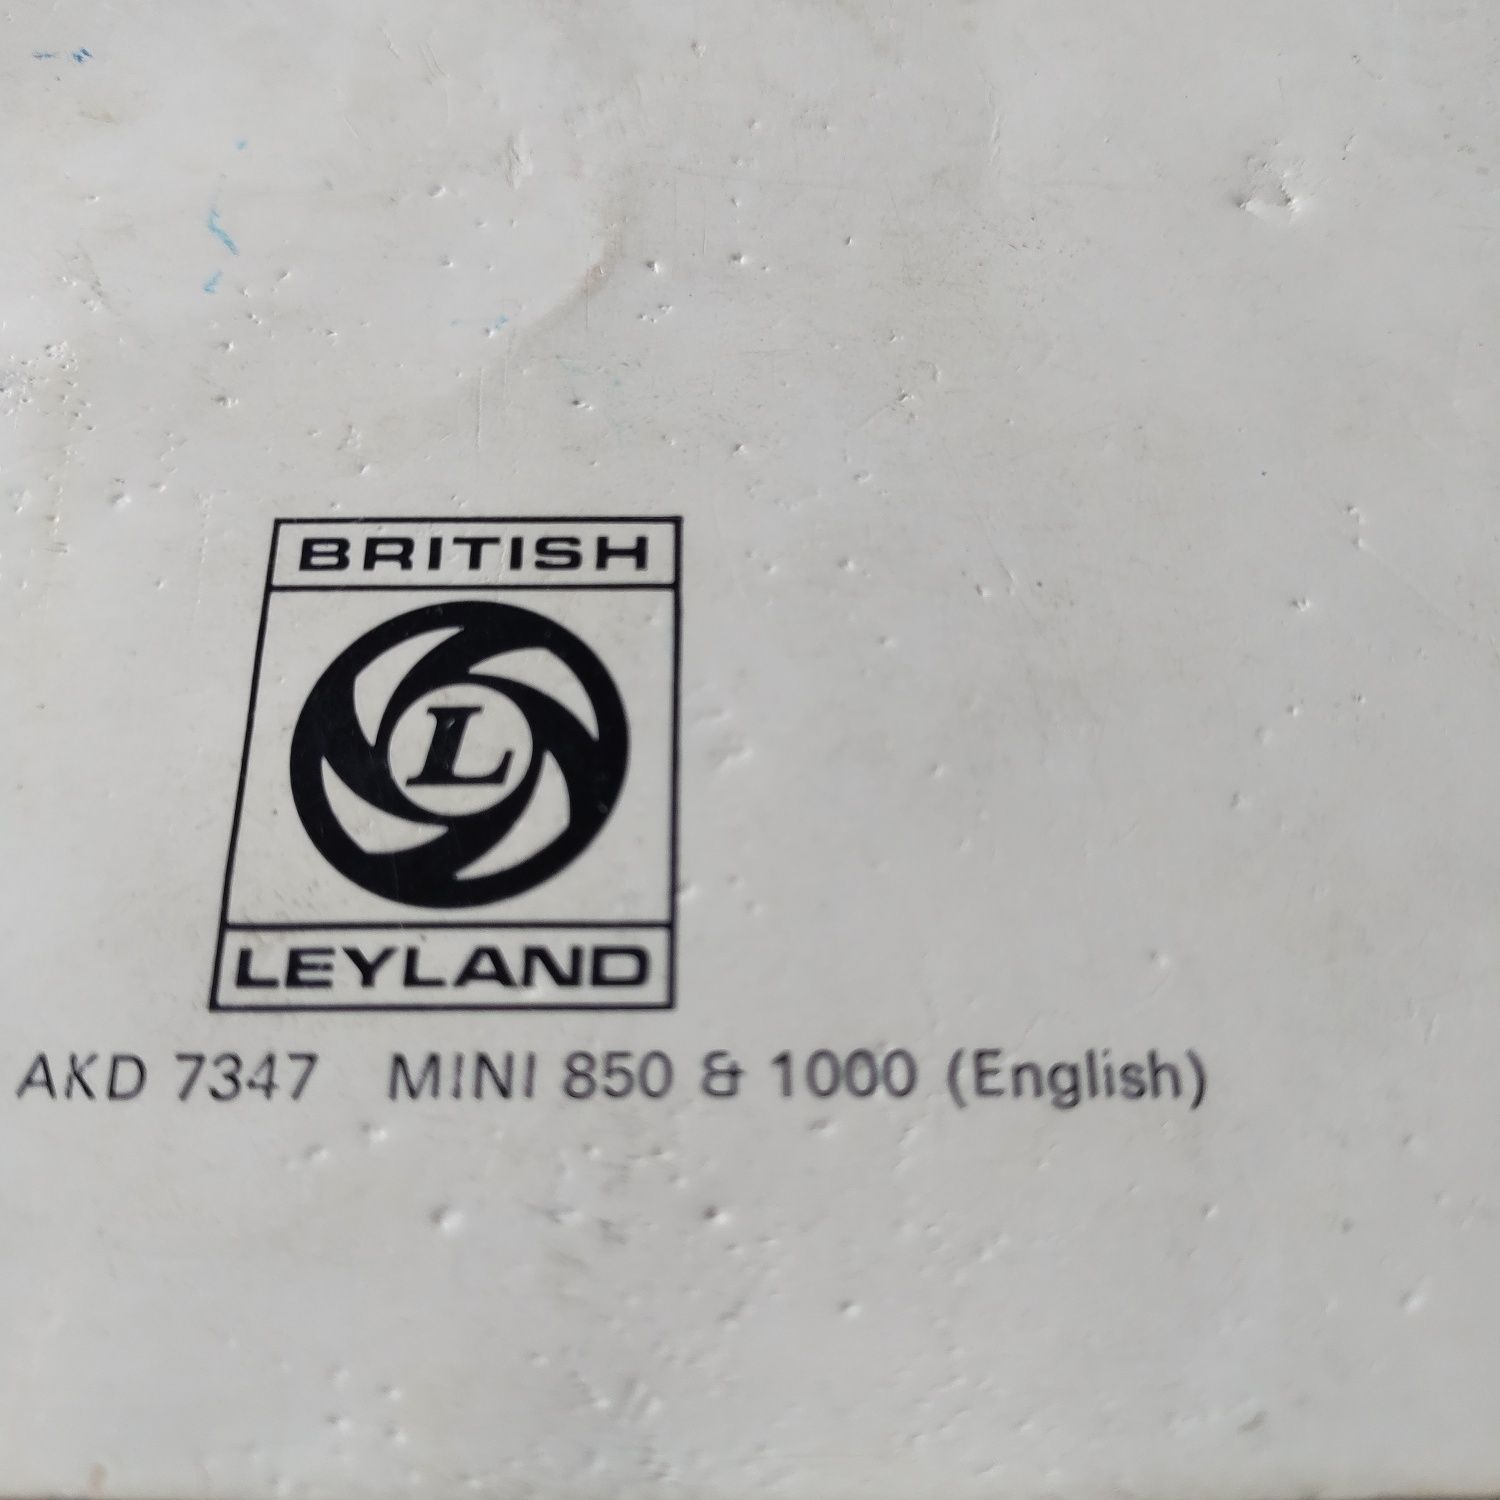 BRITISH
L
LEYLAND
AKD 7347 MINI 850 & 1000 (English)